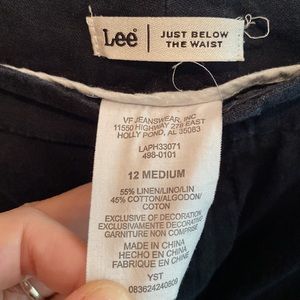 Lee
JUST BELOW
THE WAIST
VF JEANSWEAR, INC
11550 HIGHWAY 278 EAST
HOLLY POND, AL 35083
LAPH33071
498-0101
12 MEDIUM
55% LINEN/LINO/LIN
45% COTTON/ALGODON/
COTON
EXCLUSIVE OF DECORATION
EXCLUSIVAMENTE DECORATIVO
GARNITURE NON COMPRISE
MADE IN CHINA
HECHO EN CHINA
FABRIQUE EN CHINE
YST
083624240809